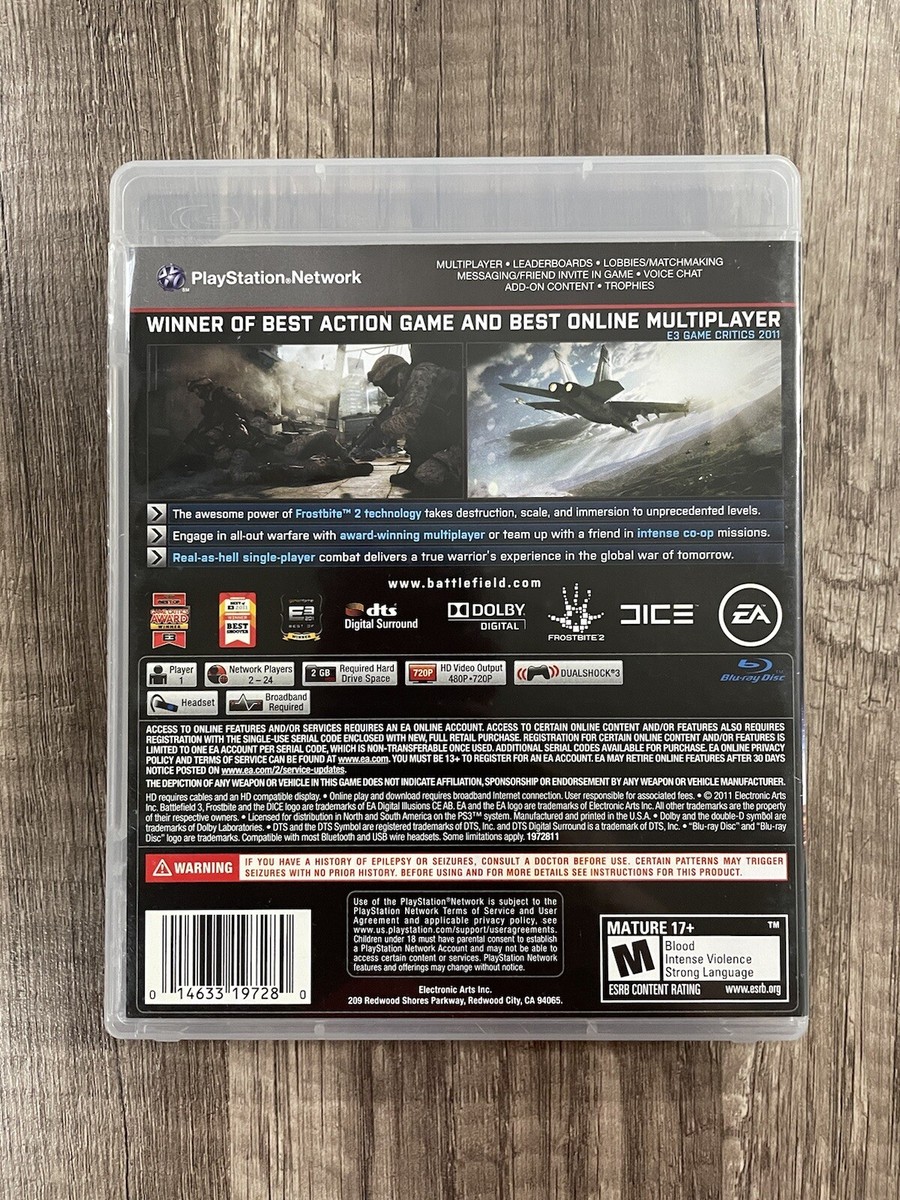 PlayStation®Network
SM
MULTIPLAYER • LEADERBOARDS • LOBBIES/MATCHMAKING
MESSAGING/FRIEND INVITE IN GAME • VOICE CHAT
ADD-ON CONTENT • TROPHIES
WINNER OF BEST ACTION GAME AND BEST ONLINE MULTIPLAYER
E3 GAME CRITICS 2011
The awesome power of Frostbite™ 2 technology takes destruction, scale, and immersion to unprecedented levels.
Engage in all-out warfare with award-winning multiplayer or team up with a friend in intense co-op missions.
Real-as-hell single-player combat delivers a true warrior's experience in the global war of tomorrow.
www.battlefield.com
AWARD
WINNER
BEST OF
E3 2011
WINNER
BEST
SHOOTER
E3
BEST OF
WINNER
dts
Digital Surround
DOLBY
DIGITAL
FROSTBITE™2
DICE™
EA
Player
1
Network Players
2 – 24
2 GB
Required Hard
Drive Space
720P
HD Video Output
480P•720P
DUALSHOCK®3
Blu-ray Disc™
Headset
Broadband
Required
ACCESS TO ONLINE FEATURES AND/OR SERVICES REQUIRES AN EA ONLINE ACCOUNT. ACCESS TO CERTAIN ONLINE CONTENT AND/OR FEATURES ALSO REQUIRES
REGISTRATION WITH THE SINGLE-USE SERIAL CODE ENCLOSED WITH NEW, FULL RETAIL PURCHASE. REGISTRATION FOR CERTAIN ONLINE CONTENT AND/OR FEATURES IS
LIMITED TO ONE EA ACCOUNT PER SERIAL CODE, WHICH IS NON-TRANSFERABLE ONCE USED. ADDITIONAL SERIAL CODES AVAILABLE FOR PURCHASE. EA ONLINE PRIVACY
POLICY AND TERMS OF SERVICE CAN BE FOUND AT www.ea.com. YOU MUST BE 13+ TO REGISTER FOR AN EA ACCOUNT. EA MAY RETIRE ONLINE FEATURES AFTER 30 DAYS
NOTICE POSTED ON www.ea.com/2/service-updates.
THE DEPICTION OF ANY WEAPON OR VEHICLE IN THIS GAME DOES NOT INDICATE AFFILIATION, SPONSORSHIP OR ENDORSEMENT BY ANY WEAPON OR VEHICLE MANUFACTURER.
HD requires cables and an HD compatible display. • Online play and download requires broadband Internet connection. User responsible for associated fees. • © 2011 Electronic Arts
Inc. Battlefield 3, Frostbite and the DICE logo are trademarks of EA Digital Illusions CE AB. EA and the EA logo are trademarks of Electronic Arts Inc. All other trademarks are the property
of their respective owners. • Licensed for distribution in North and South America on the PS3™ system. Manufactured and printed in the U.S.A. • Dolby and the double-D symbol are
trademarks of Dolby Laboratories. • DTS and the DTS Symbol are registered trademarks of DTS, Inc. and DTS Digital Surround is a trademark of DTS, Inc. • "Blu-ray Disc" and "Blu-ray
Disc" logo are trademarks. Compatible with most Bluetooth and USB wire headsets. Some limitations apply. 1972811
WARNING
IF YOU HAVE A HISTORY OF EPILEPSY OR SEIZURES, CONSULT A DOCTOR BEFORE USE. CERTAIN PATTERNS MAY TRIGGER
SEIZURES WITH NO PRIOR HISTORY. BEFORE USING AND FOR MORE DETAILS SEE INSTRUCTIONS FOR THIS PRODUCT.
0 14633 19728 0
Use of the PlayStation®Network is subject to the
PlayStation Network Terms of Service and User
Agreement and applicable privacy policy, see
www.us.playstation.com/support/useragreements.
Children under 18 must have parental consent to establish
a PlayStation Network Account and may not be able to
access certain content or services. PlayStation Network
features and offerings may change without notice.
Electronic Arts Inc.
209 Redwood Shores Parkway, Redwood City, CA 94065.
MATURE 17+
TM
M
Blood
Intense Violence
Strong Language
ESRB CONTENT RATING
www.esrb.org